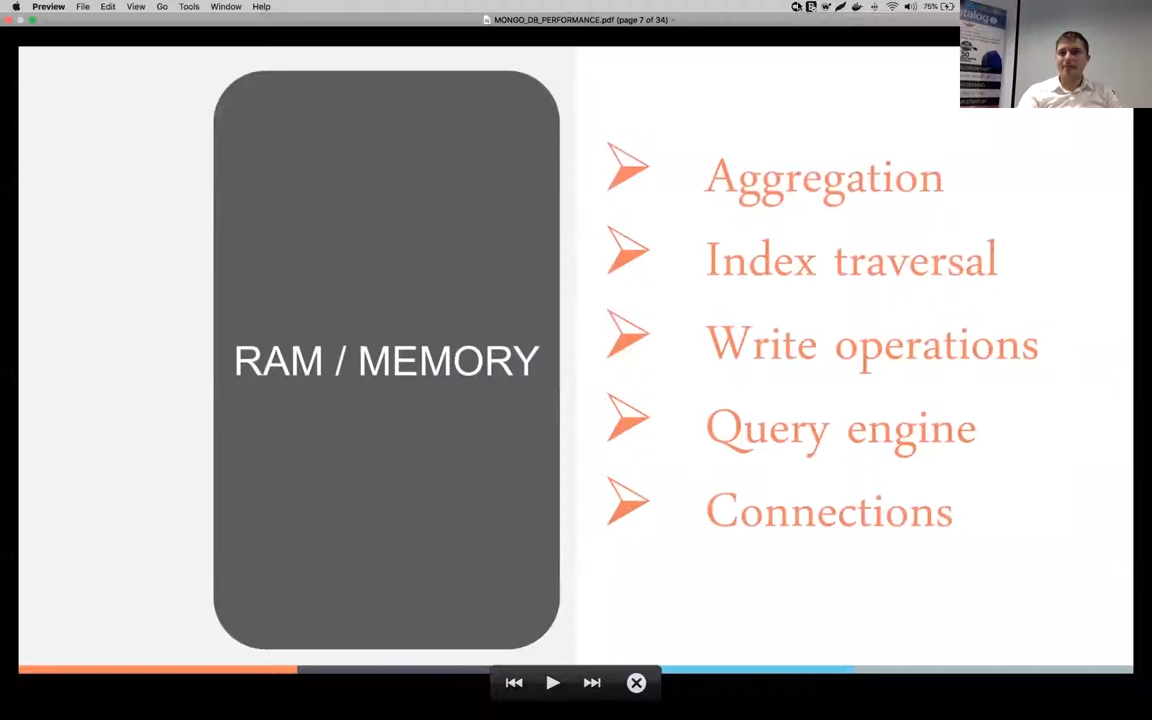 Preview File Edit View Go Tools Window Help 75%
MONGO_DB_PERFORMANCE.pdf (page 7 of 34)
RAM / MEMORY
Aggregation
Index traversal
Write operations
Query engine
Connections